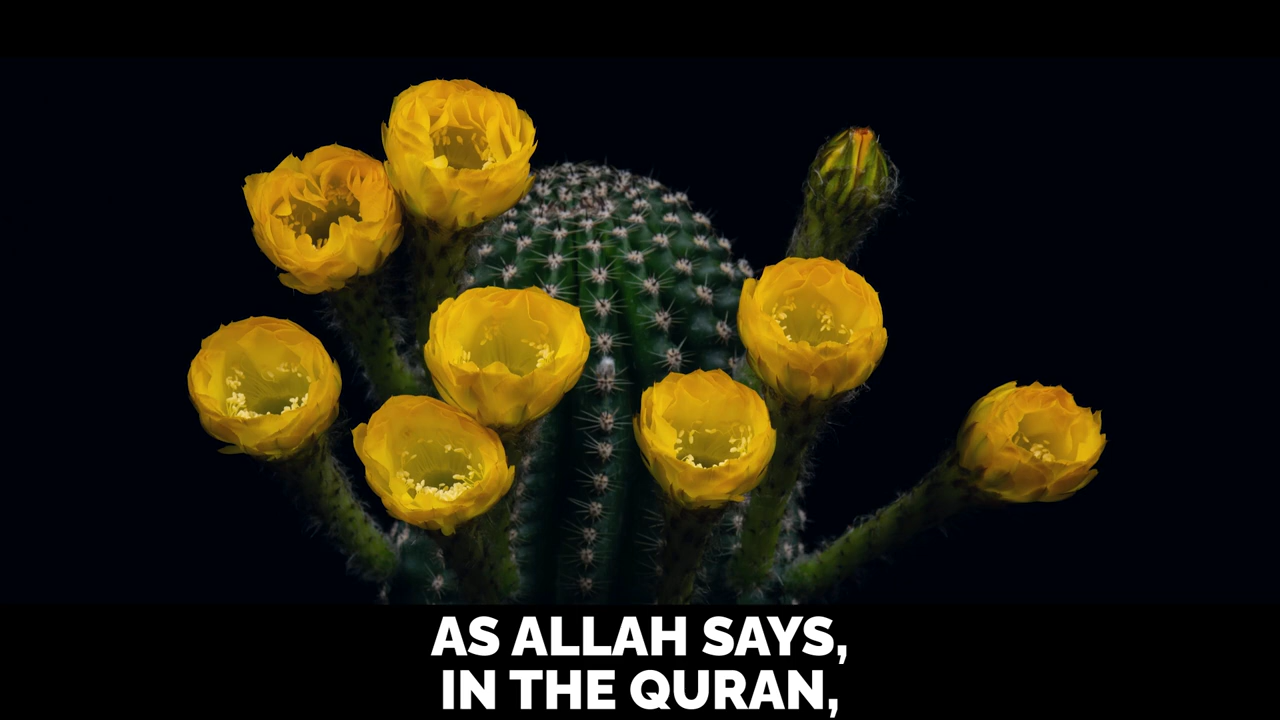 AS ALLAH SAYS,
IN THE QURAN,